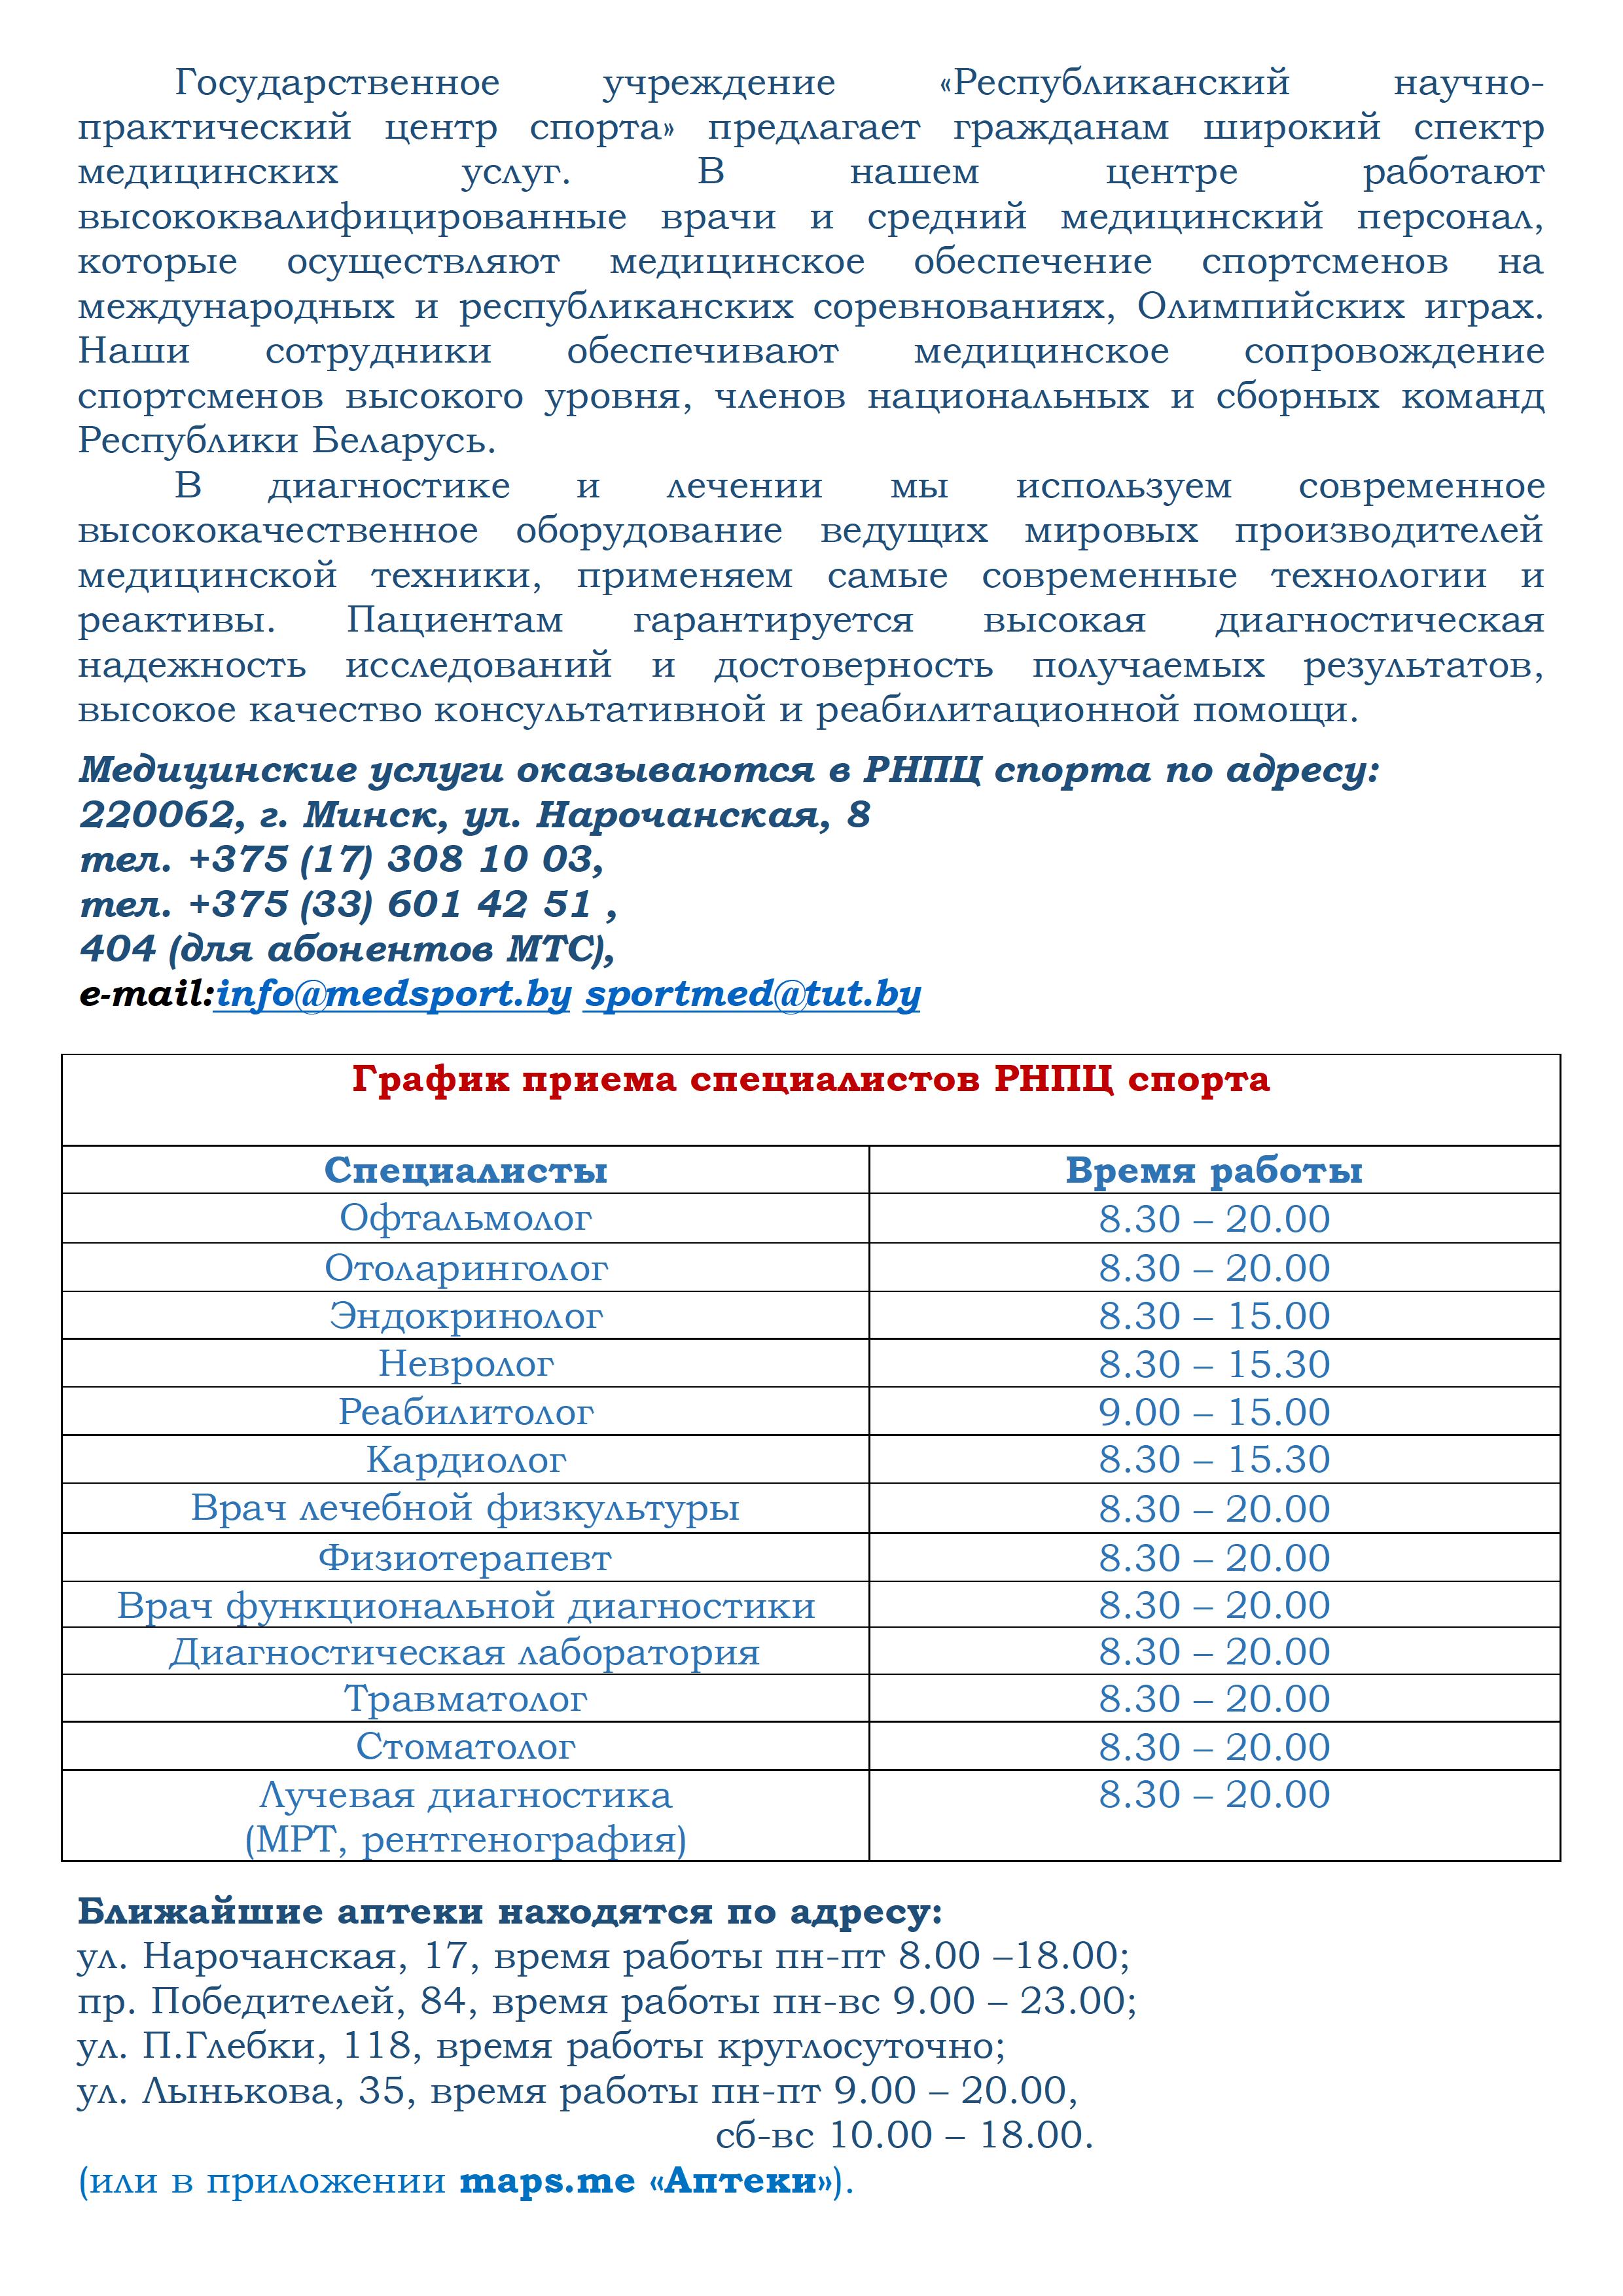 Государственное учреждение «Республиканский научно-
практический центр спорта» предлагает гражданам широкий спектр
медицинских услуг. В нашем центре работают
высококвалифицированные врачи и средний медицинский персонал,
которые осуществляют медицинское обеспечение спортсменов на
международных и республиканских соревнованиях, Олимпийских играх.
Наши сотрудники обеспечивают медицинское сопровождение
спортсменов высокого уровня, членов национальных и сборных команд
Республики Беларусь.
В диагностике и лечении мы используем современное
высококачественное оборудование ведущих мировых производителей
медицинской техники, применяем самые современные технологии и
реактивы. Пациентам гарантируется высокая диагностическая
надежность исследований и достоверность получаемых результатов,
высокое качество консультативной и реабилитационной помощи.
Медицинские услуги оказываются в РНПЦ спорта по адресу:
220062, г. Минск, ул. Нарочанская, 8
тел. +375 (17) 308 10 03,
тел. +375 (33) 601 42 51 ,
404 (для абонентов МТС),
e-mail:info@medsport.by sportmed@tut.by
График приема специалистов РНПЦ спорта
Специалисты Время работы
Офтальмолог 8.30 – 20.00
Отоларинголог 8.30 – 20.00
Эндокринолог 8.30 – 15.00
Невролог 8.30 – 15.30
Реабилитолог 9.00 – 15.00
Кардиолог 8.30 – 15.30
Врач лечебной физкультуры 8.30 – 20.00
Физиотерапевт 8.30 – 20.00
Врач функциональной диагностики 8.30 – 20.00
Диагностическая лаборатория 8.30 – 20.00
Травматолог 8.30 – 20.00
Стоматолог 8.30 – 20.00
Лучевая диагностика 8.30 – 20.00
(МРТ, рентгенография)
Ближайшие аптеки находятся по адресу:
ул. Нарочанская, 17, время работы пн-пт 8.00 –18.00;
пр. Победителей, 84, время работы пн-вс 9.00 – 23.00;
ул. П.Глебки, 118, время работы круглосуточно;
ул. Лынькова, 35, время работы пн-пт 9.00 – 20.00,
сб-вс 10.00 – 18.00.
(или в приложении maps.me «Аптеки»).